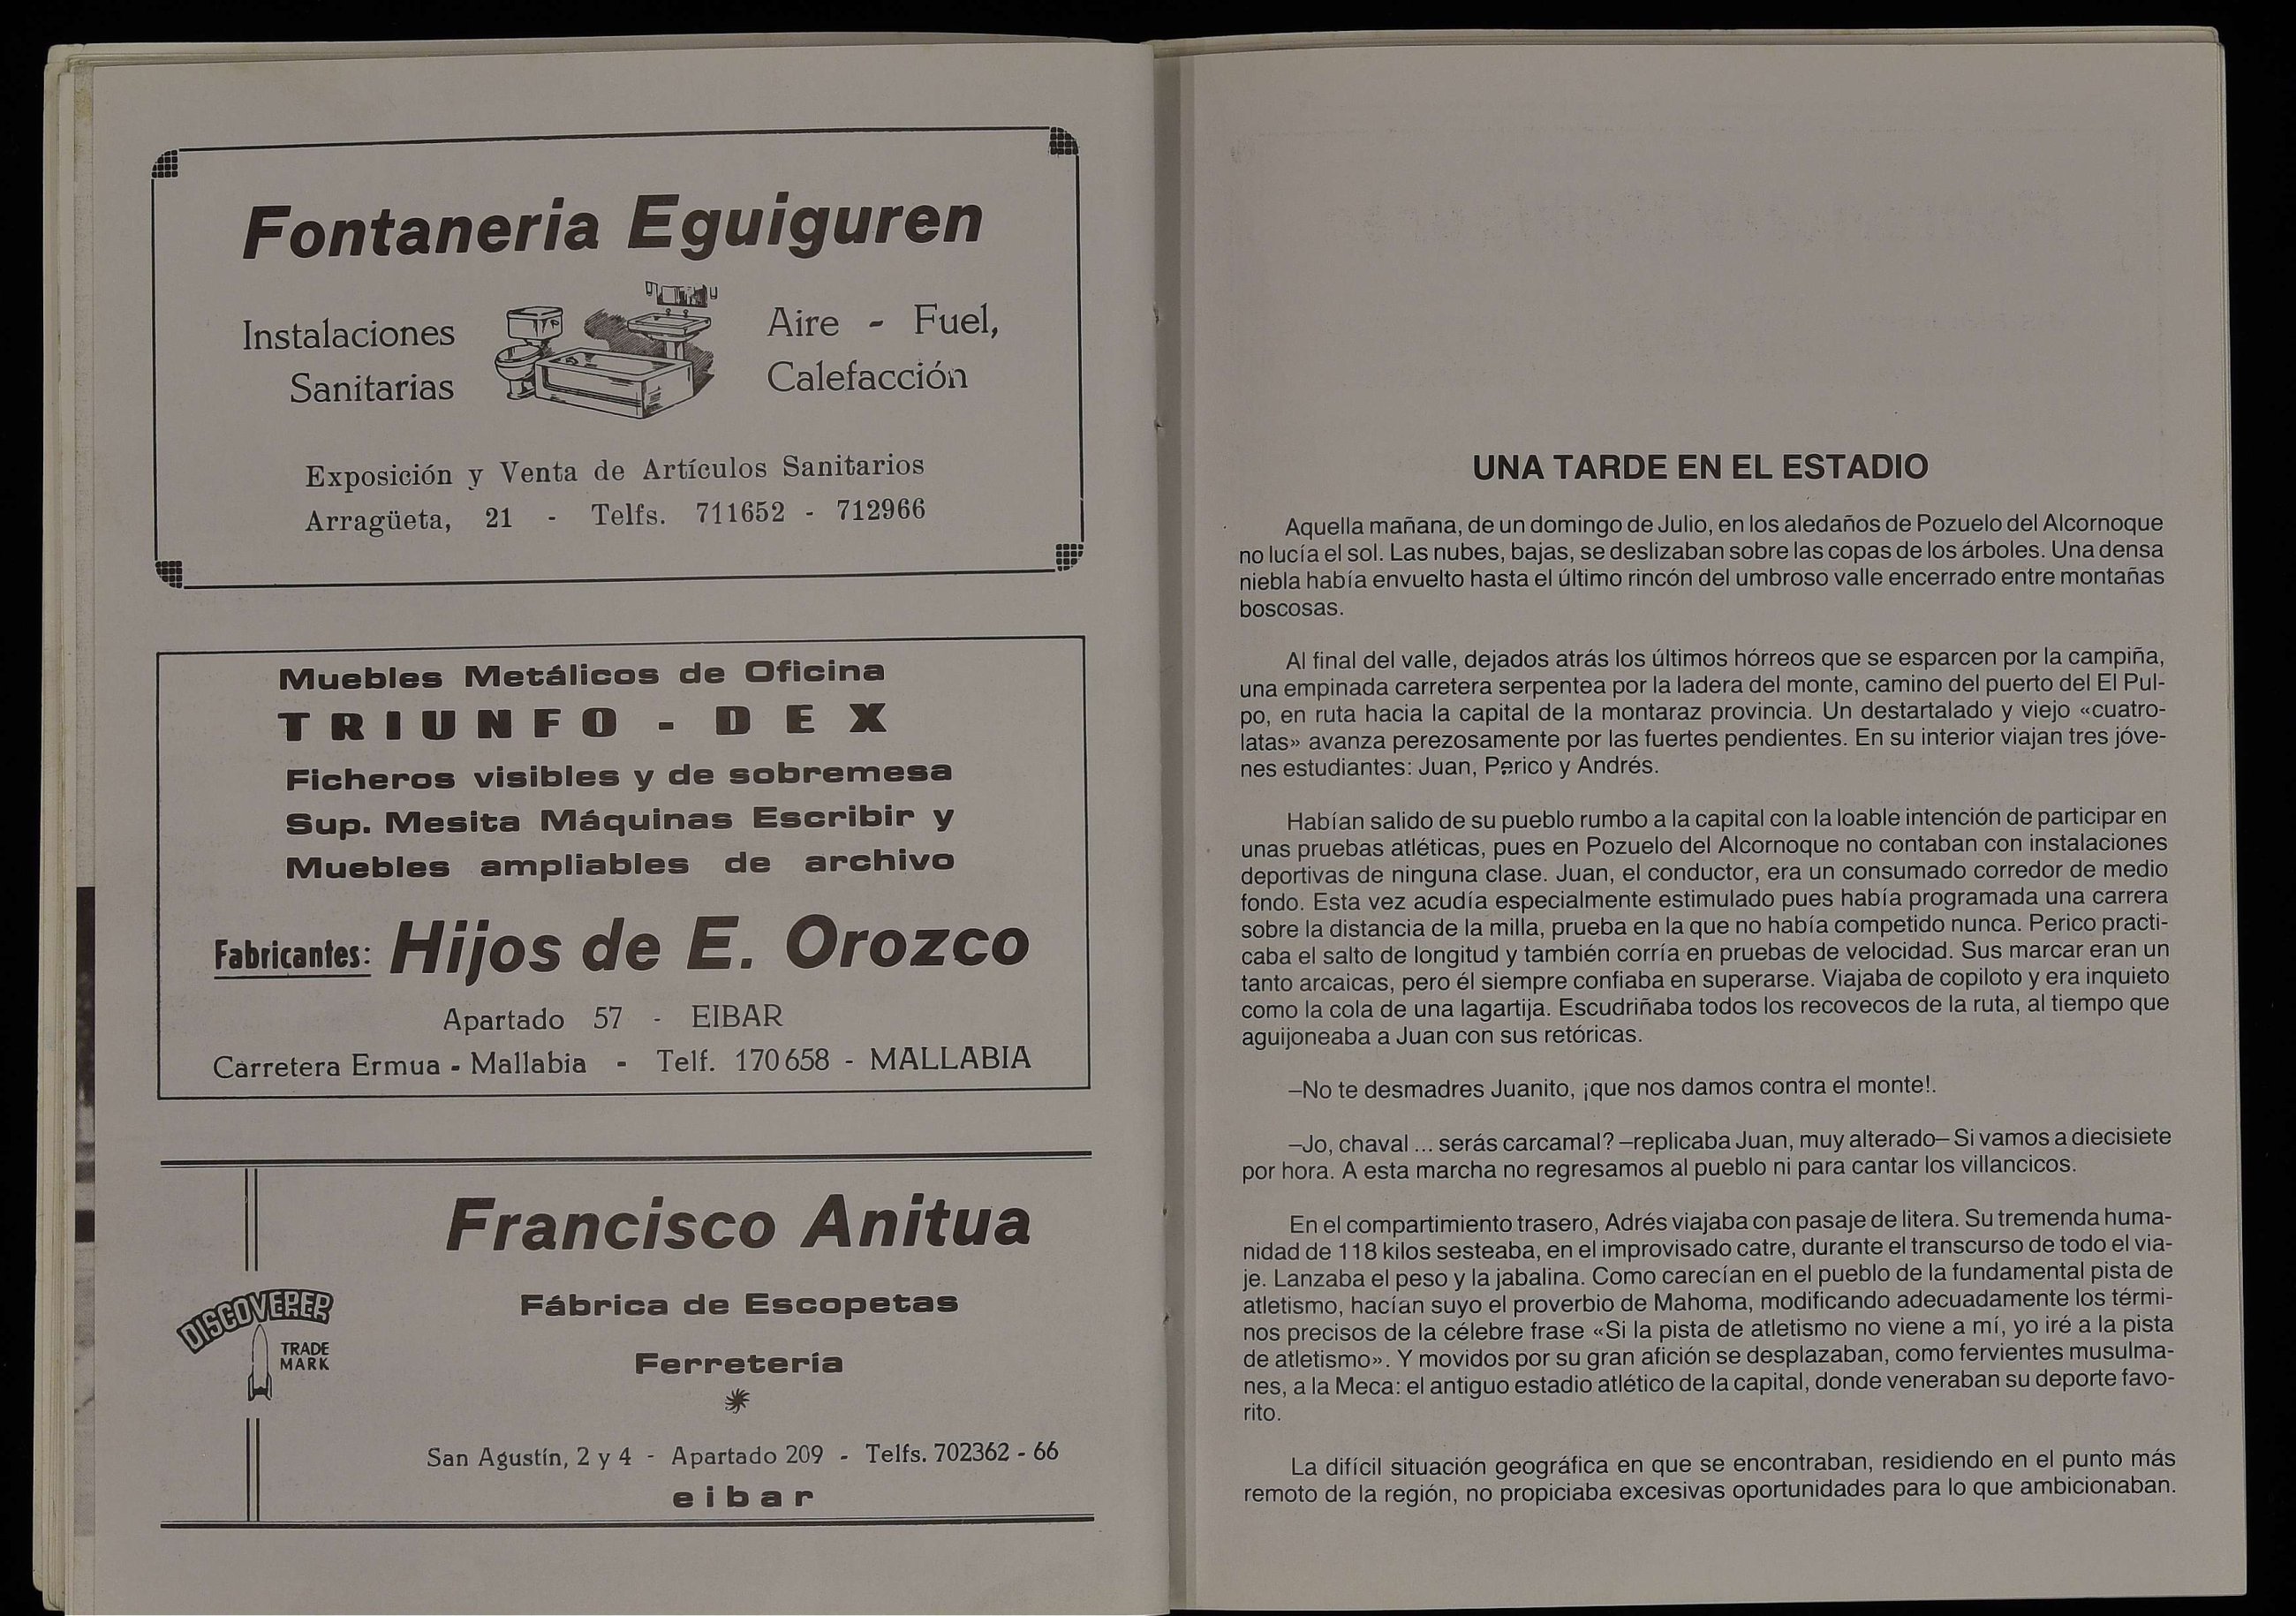 Fontaneria Eguiguren
Instalaciones
Sanitarias
Aire - Fuel,
Calefacción
Exposición y Venta de Artículos Sanitarios
Arragüeta, 21 - Telfs. 711652 - 712966
Muebles Metálicos de Oficina
TRIUNFO - DEX
Ficheros visibles y de sobremesa
Sup. Mesita Máquinas Escribir y
Muebles ampliables de archivo
Fabricantes: Hijos de E. Orozco
Apartado 57 - EIBAR
Carretera Ermua - Mallabia - Telf. 170658 - MALLABIA
Francisco Anitua
Fábrica de Escopetas
Ferretería
DISCOVERER
TRADE
MARK
San Agustín, 2 y 4 - Apartado 209 - Telfs. 702362 - 66
eibar
UNA TARDE EN EL ESTADIO
Aquella mañana, de un domingo de Julio, en los aledaños de Pozuelo del Alcornoque
no lucía el sol. Las nubes, bajas, se deslizaban sobre las copas de los árboles. Una densa
niebla había envuelto hasta el último rincón del umbroso valle encerrado entre montañas
boscosas.
Al final del valle, dejados atrás los últimos hórreos que se esparcen por la campiña,
una empinada carretera serpentea por la ladera del monte, camino del puerto del El Pul-
po, en ruta hacia la capital de la montaraz provincia. Un destartalado y viejo «cuatro-
latas» avanza perezosamente por las fuertes pendientes. En su interior viajan tres jóve-
nes estudiantes: Juan, Perico y Andrés.
Habían salido de su pueblo rumbo a la capital con la loable intención de participar en
unas pruebas atléticas, pues en Pozuelo del Alcornoque no contaban con instalaciones
deportivas de ninguna clase. Juan, el conductor, era un consumado corredor de medio
fondo. Esta vez acudía especialmente estimulado pues había programada una carrera
sobre la distancia de la milla, prueba en la que no había competido nunca. Perico practi-
caba el salto de longitud y también corría en pruebas de velocidad. Sus marcar eran un
tanto arcaicas, pero él siempre confiaba en superarse. Viajaba de copiloto y era inquieto
como la cola de una lagartija. Escudriñaba todos los recovecos de la ruta, al tiempo que
aguijoneaba a Juan con sus retóricas.
–No te desmadres Juanito, ¡que nos damos contra el monte!.
–Jo, chaval ... serás carcamal? –replicaba Juan, muy alterado– Si vamos a diecisiete
por hora. A esta marcha no regresamos al pueblo ni para cantar los villancicos.
En el compartimiento trasero, Adrés viajaba con pasaje de litera. Su tremenda huma-
nidad de 118 kilos sesteaba, en el improvisado catre, durante el transcurso de todo el via-
je. Lanzaba el peso y la jabalina. Como carecían en el pueblo de la fundamental pista de
atletismo, hacían suyo el proverbio de Mahoma, modificando adecuadamente los térmi-
nos precisos de la célebre frase «Si la pista de atletismo no viene a mí, yo iré a la pista
de atletismo». Y movidos por su gran afición se desplazaban, como fervientes musulma-
nes, a la Meca: el antiguo estadio atlético de la capital, donde veneraban su deporte favo-
rito.
La difícil situación geográfica en que se encontraban, residiendo en el punto más
remoto de la región, no propiciaba excesivas oportunidades para lo que ambicionaban.